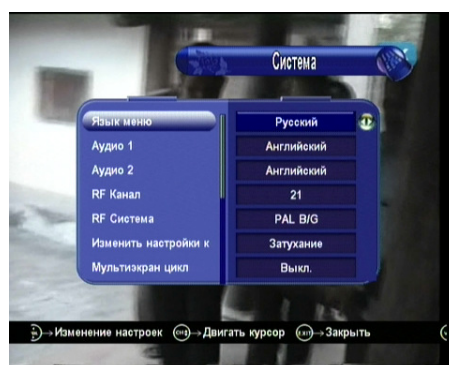 Система
Язык меню Русский
Аудио 1 Английский
Аудио 2 Английский
RF Канал 21
RF Система PAL B/G
Изменить настройки к Затухание
Мультиэкран цикл Выкл.
→Изменение настроек →Двигать курсор EXIT→Закрыть